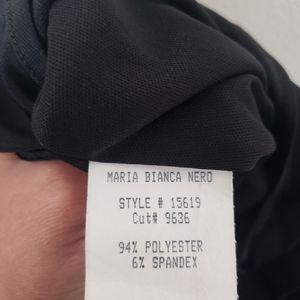 MARIA BIANCA NERO
STYLE # 15619
Cut# 9636
94% POLYESTER
6% SPANDEX